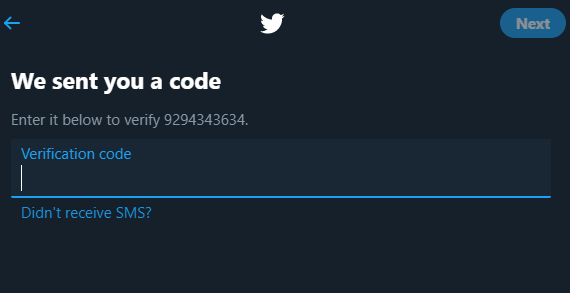 Next
We sent you a code
Enter it below to verify 9294343634.
Verification code
Didn't receive SMS?